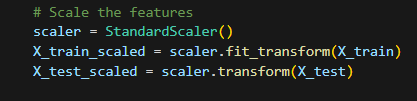 # Scale the features
scaler = StandardScaler()
X_train_scaled = scaler.fit_transform(X_train)
X_test_scaled = scaler.transform(X_test)